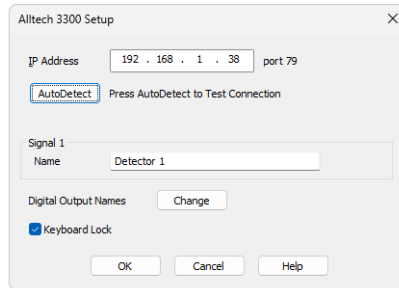 Alltech 3300 Setup
IP Address 192 . 168 . 1 . 38 port 79
AutoDetect Press AutoDetect to Test Connection
Signal 1
Name Detector 1
Digital Output Names Change
Keyboard Lock
OK Cancel Help